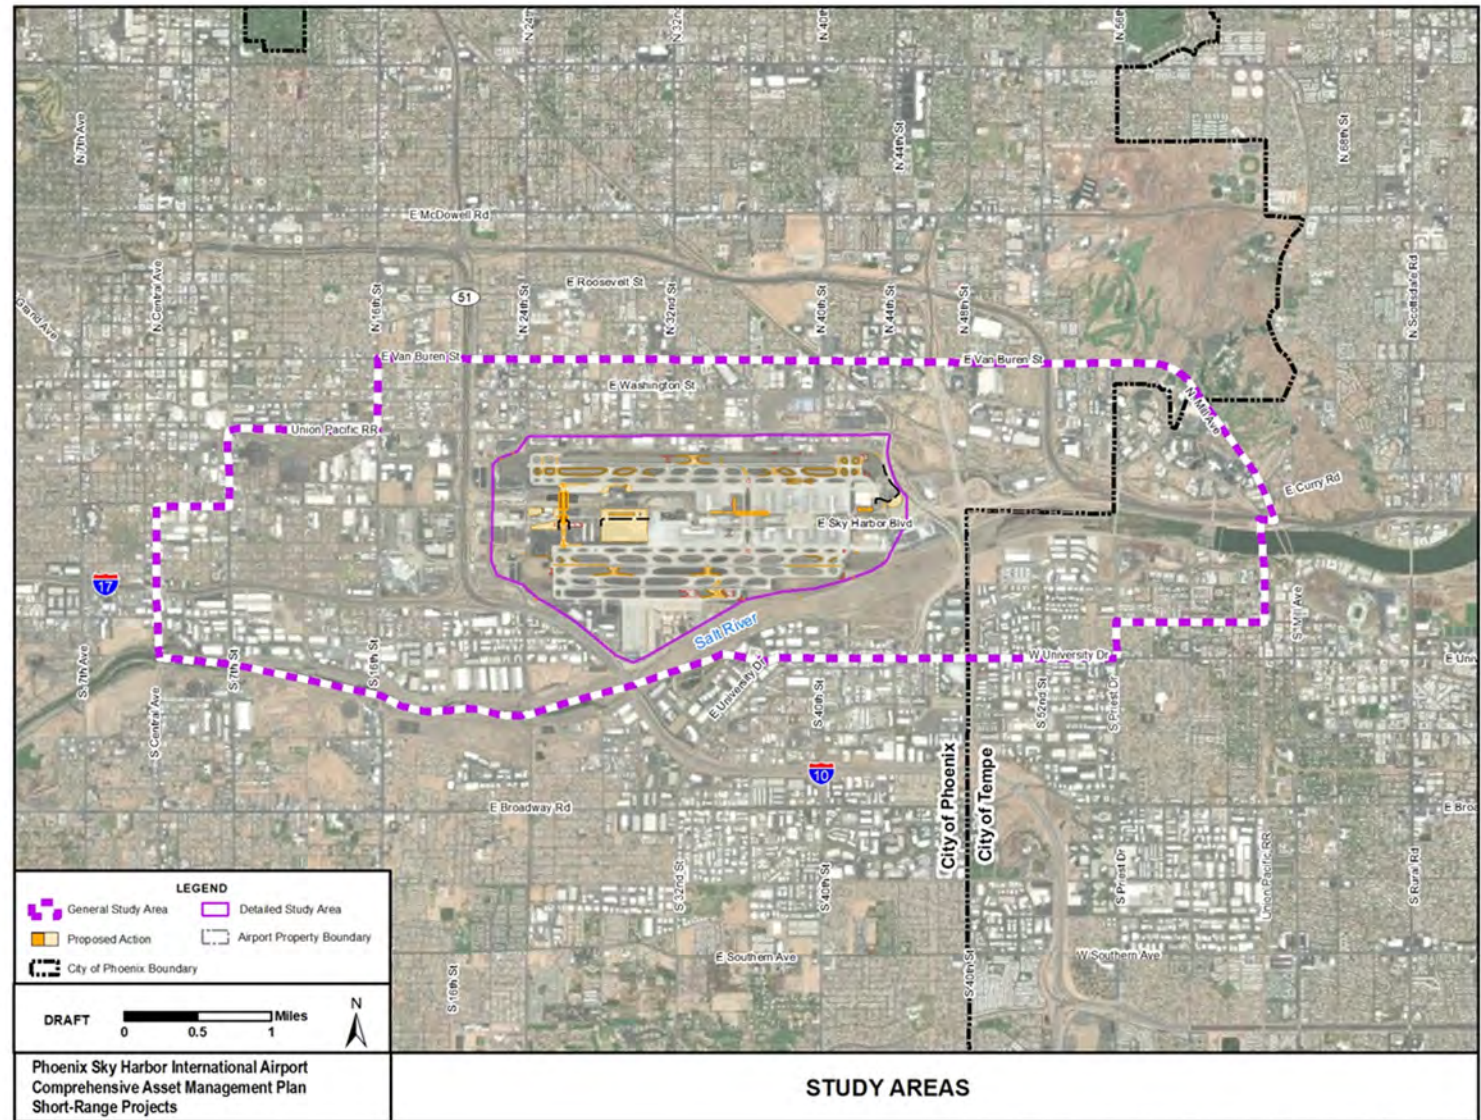 N 24th
N 32nd
N 40th
N 56th
N 7th Ave
N 44th St
N 68th St
E McDowell Rd
Grand Ave
N Central Ave
N 16th St
51
N 24th St
E Roosevelt St
N 32nd St
N 40th St
N 44th St
N 48th St
N Scottsdale Rd
E Van Buren St
E Van Buren St
E Washington St
N Mill Ave
Union Pacific RR
E Curry Rd
E Sky Harbor Blvd
17
Salt River
S 7th Ave
S Central Ave
S 7th St
S 16th St
E University Dr
S 40th St
W University Dr
S 52nd St
S Priest Dr
S Mill Ave
E Univ
10
City of Phoenix
City of Tempe
E Broadway Rd
E Bro
S 32nd St
S 40th St
S Priest Dr
Union Pacific RR
S Rural Rd
S 16th St
E Southern Ave
S 40th St
W Southern Ave
LEGEND
General Study Area
Detailed Study Area
Proposed Action
Airport Property Boundary
City of Phoenix Boundary
DRAFT
Miles
0 0.5 1
N
Phoenix Sky Harbor International Airport
Comprehensive Asset Management Plan
Short-Range Projects
STUDY AREAS